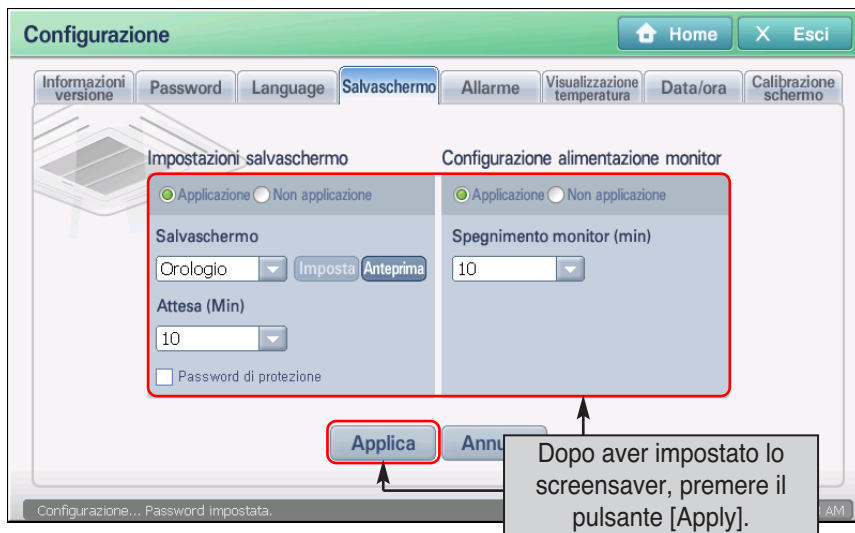 Configurazione
Home
X Esci
Informazioni
versione
Password
Language
Salvaschermo
Allarme
Visualizzazione
temperatura
Data/ora
Calibrazione
schermo
Impostazioni salvaschermo
Configurazione alimentazione monitor
Applicazione Non applicazione
Applicazione Non applicazione
Salvaschermo
Orologio
Imposta
Anteprima
Attesa (Min)
10
Password di protezione
Spegnimento monitor (min)
10
Applica
Dopo aver impostato lo
screensaver, premere il
pulsante [Apply].
Configurazione... Password impostata.
AM